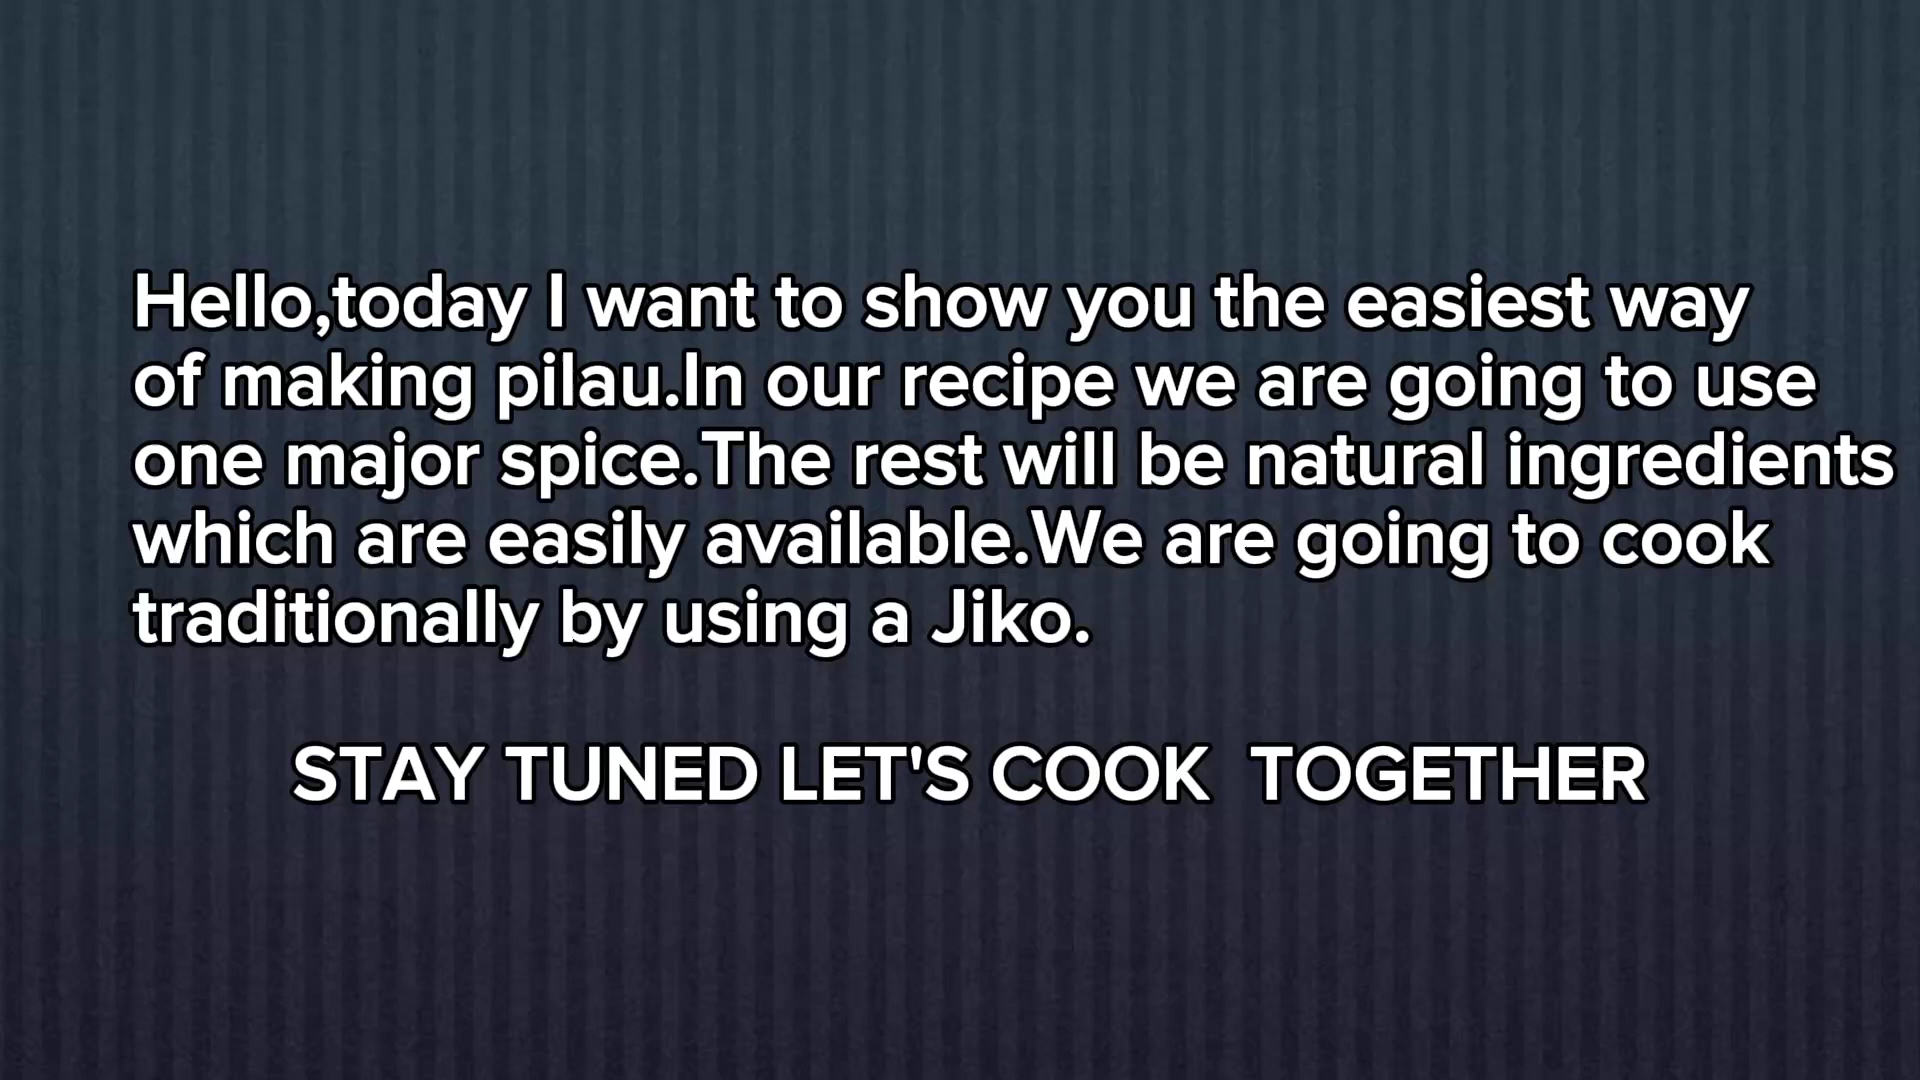 Hello,today I want to show you the easiest way
of making pilau.In our recipe we are going to use
one major spice.The rest will be natural ingredients
which are easily available.We are going to cook
traditionally by using a Jiko.
STAY TUNED LET'S COOK  TOGETHER